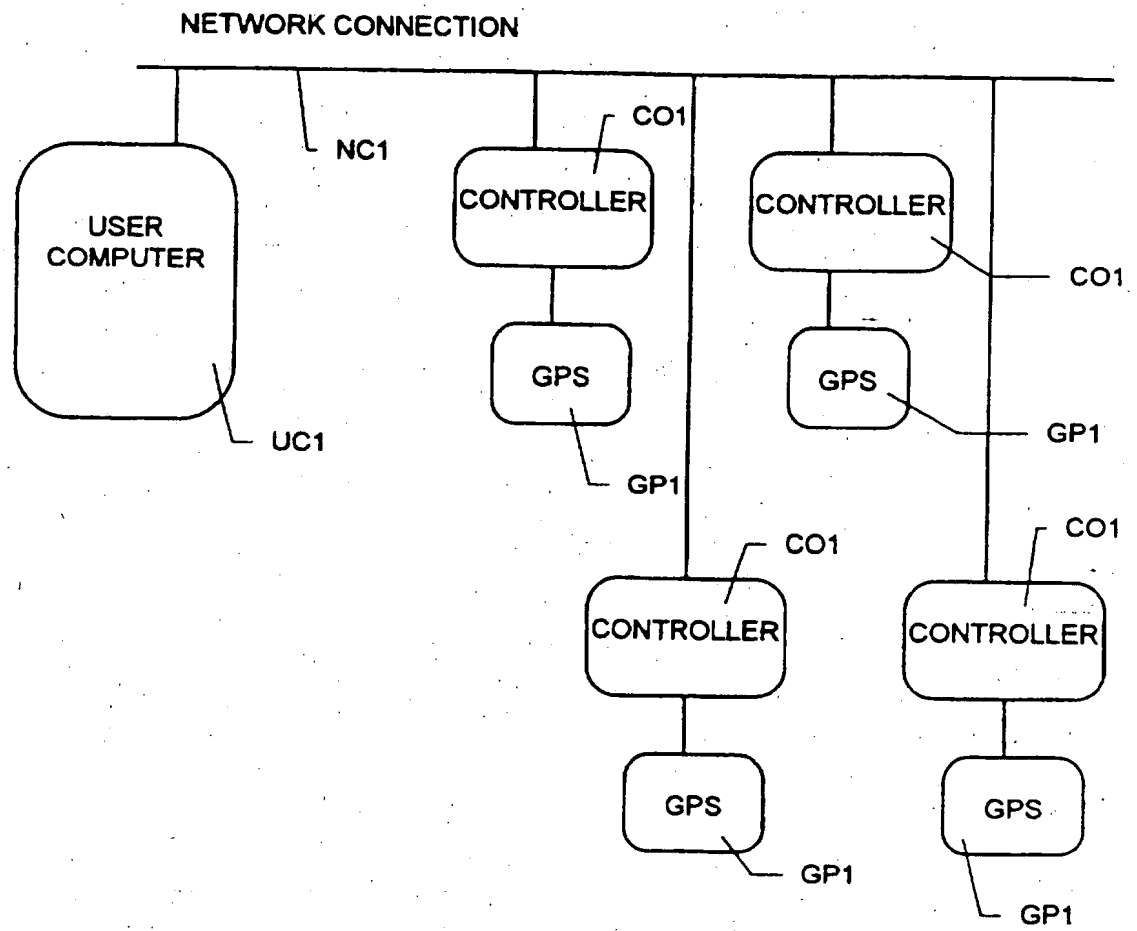 NETWORK CONNECTION
NC1
CO1
USER
COMPUTER
CONTROLLER
CONTROLLER
CO1
GPS
GPS
UC1
GP1
GP1
CO1
CO1
CONTROLLER
CONTROLLER
GPS
GPS
GP1
GP1